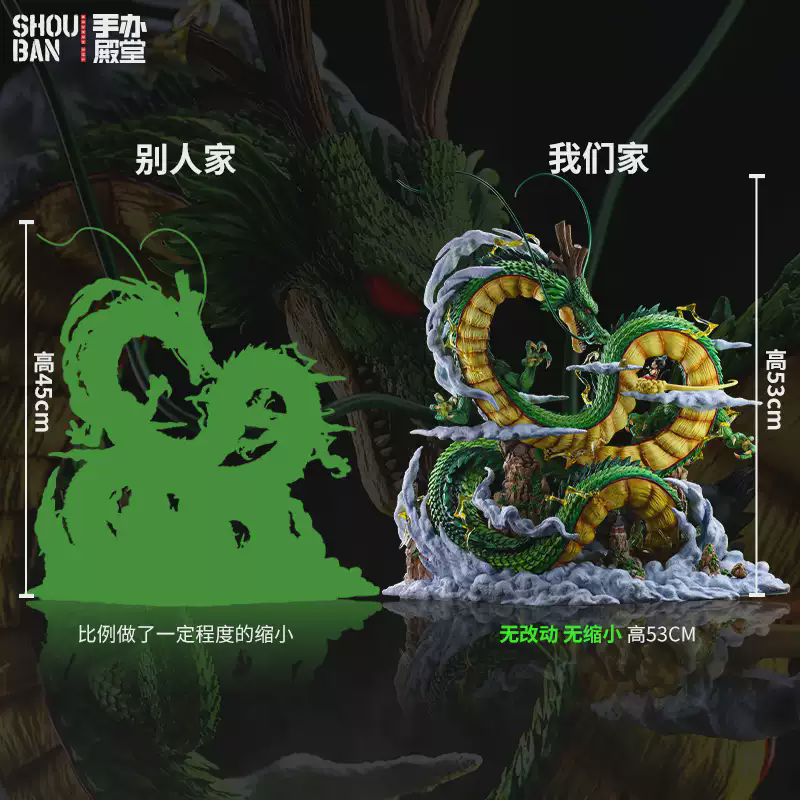 SHOU BAN 手办殿堂
别人家
我们家
高45cm
高53cm
比例做了一定程度的缩小
无改动 无缩小 高53CM